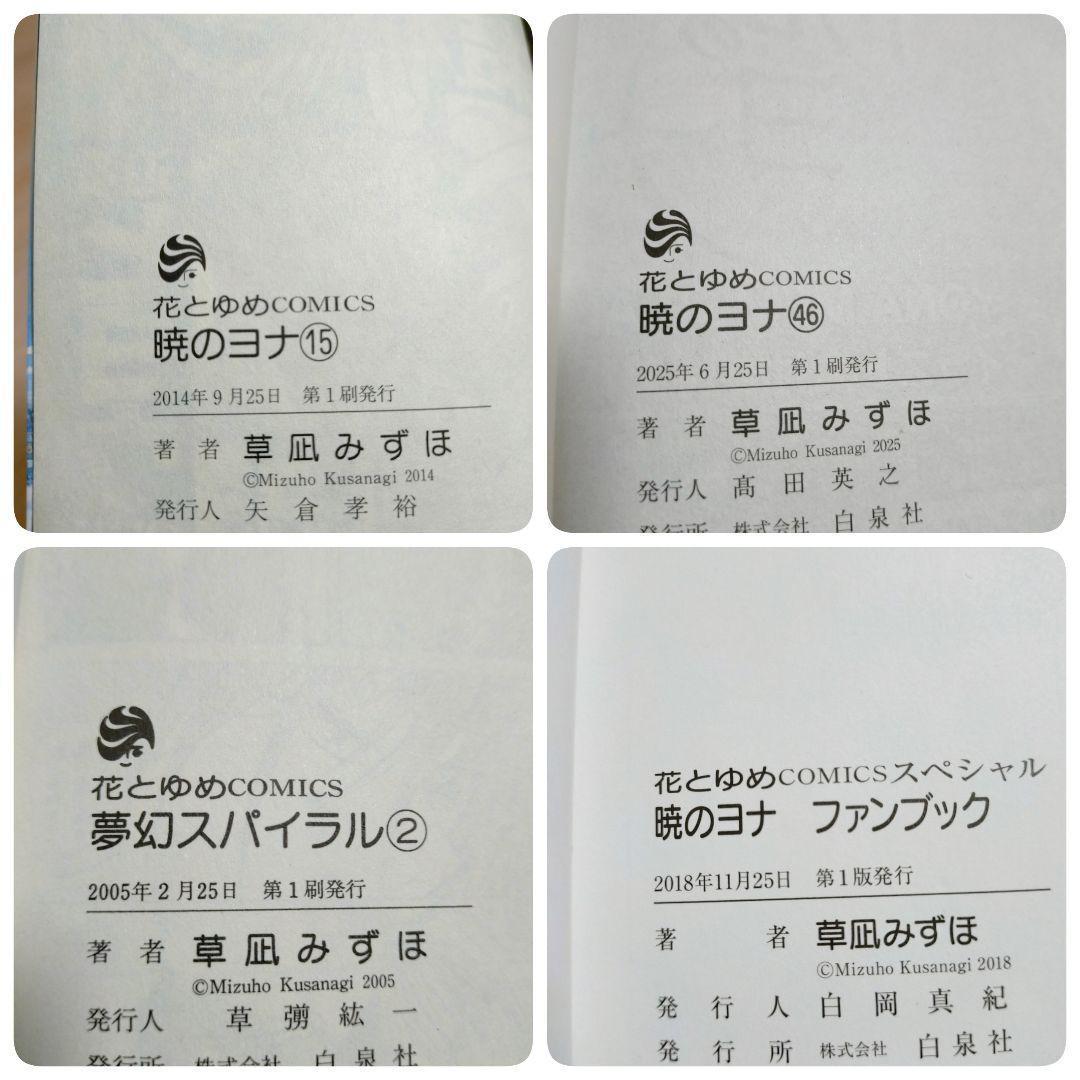 花とゆめCOMICS
暁のヨナ⑮
2014年9月25日 第1刷発行
著者 草凪みずほ
©Mizuho Kusanagi 2014
発行人 矢倉孝裕
花とゆめCOMICS
暁のヨナ㊻
2025年6月25日 第1刷発行
著者 草凪みずほ
©Mizuho Kusanagi 2025
発行人 髙田英之
発行所 株式会社 白泉社
花とゆめCOMICS
夢幻スパイラル②
2005年2月25日 第1刷発行
著者 草凪みずほ
©Mizuho Kusanagi 2005
発行人 草彅紘一
発行所 株式会社 白泉社
花とゆめCOMICSスペシャル
暁のヨナ ファンブック
2018年11月25日 第1版発行
著者 草凪みずほ
©Mizuho Kusanagi 2018
発行人 白岡真紀
発行所 株式会社 白泉社